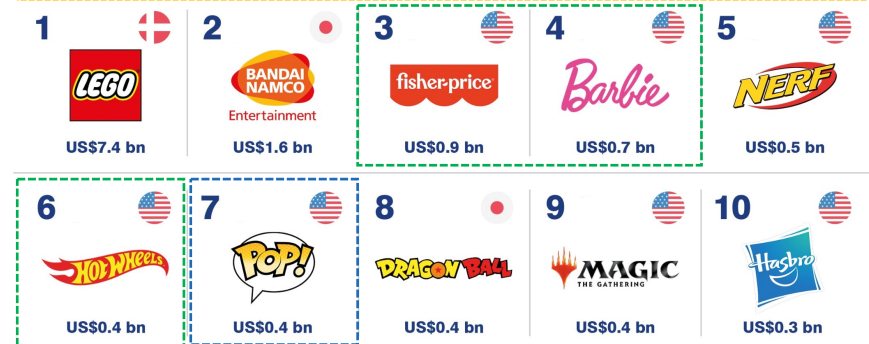 1
2
3
4
5
LEGO
BANDAI
NAMCO
Entertainment
fisher-price
Barbie
NERF
US$7.4 bn
US$1.6 bn
US$0.9 bn
US$0.7 bn
US$0.5 bn
6
7
8
9
10
HOT WHEELS
POP!
DRAGON BALL
MAGIC
THE GATHERING
Hasbro
US$0.4 bn
US$0.4 bn
US$0.4 bn
US$0.4 bn
US$0.3 bn